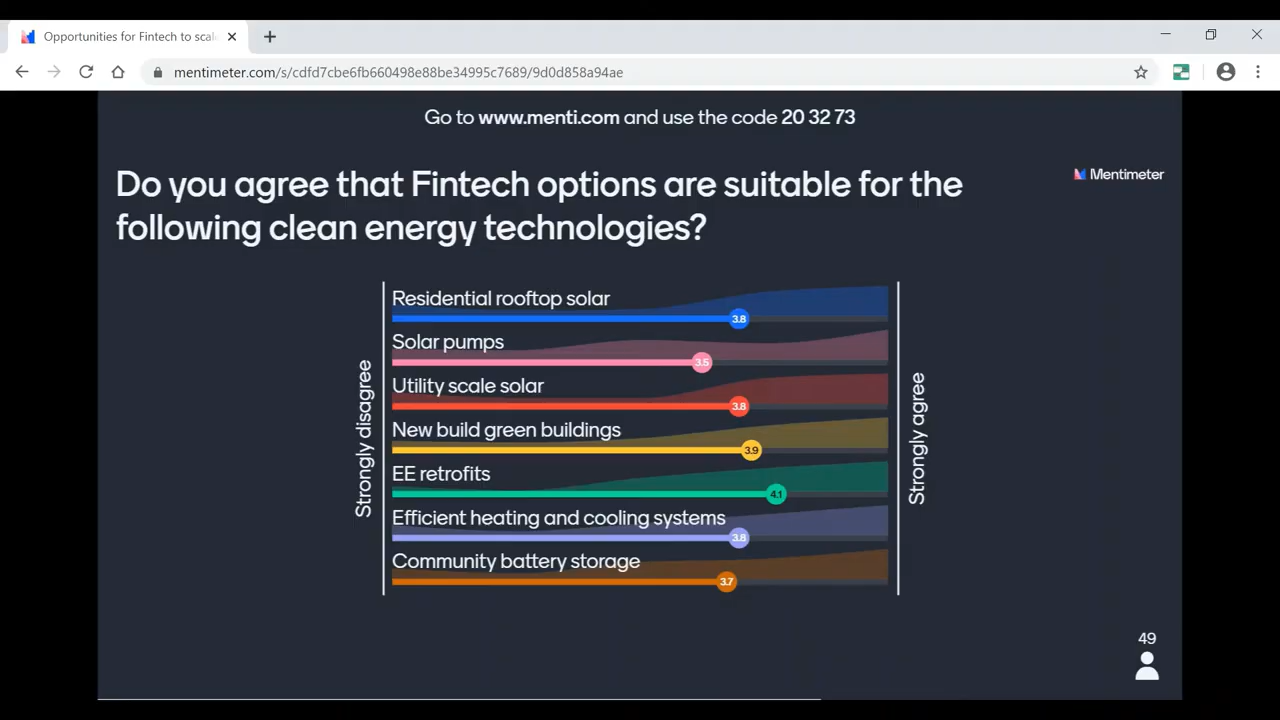 Opportunities for Fintech to scal
mentimeter.com/s/cdfd7cbe6fb660498e88be34995c7689/9d0d858a94ae
Go to www.menti.com and use the code 20 32 73
Do you agree that Fintech options are suitable for the
following clean energy technologies?
Mentimeter
Strongly disagree
Residential rooftop solar
3.8
Solar pumps
3.5
Utility scale solar
3.8
New build green buildings
3.9
EE retrofits
4.1
Efficient heating and cooling systems
3.8
Community battery storage
3.7
Strongly agree
49